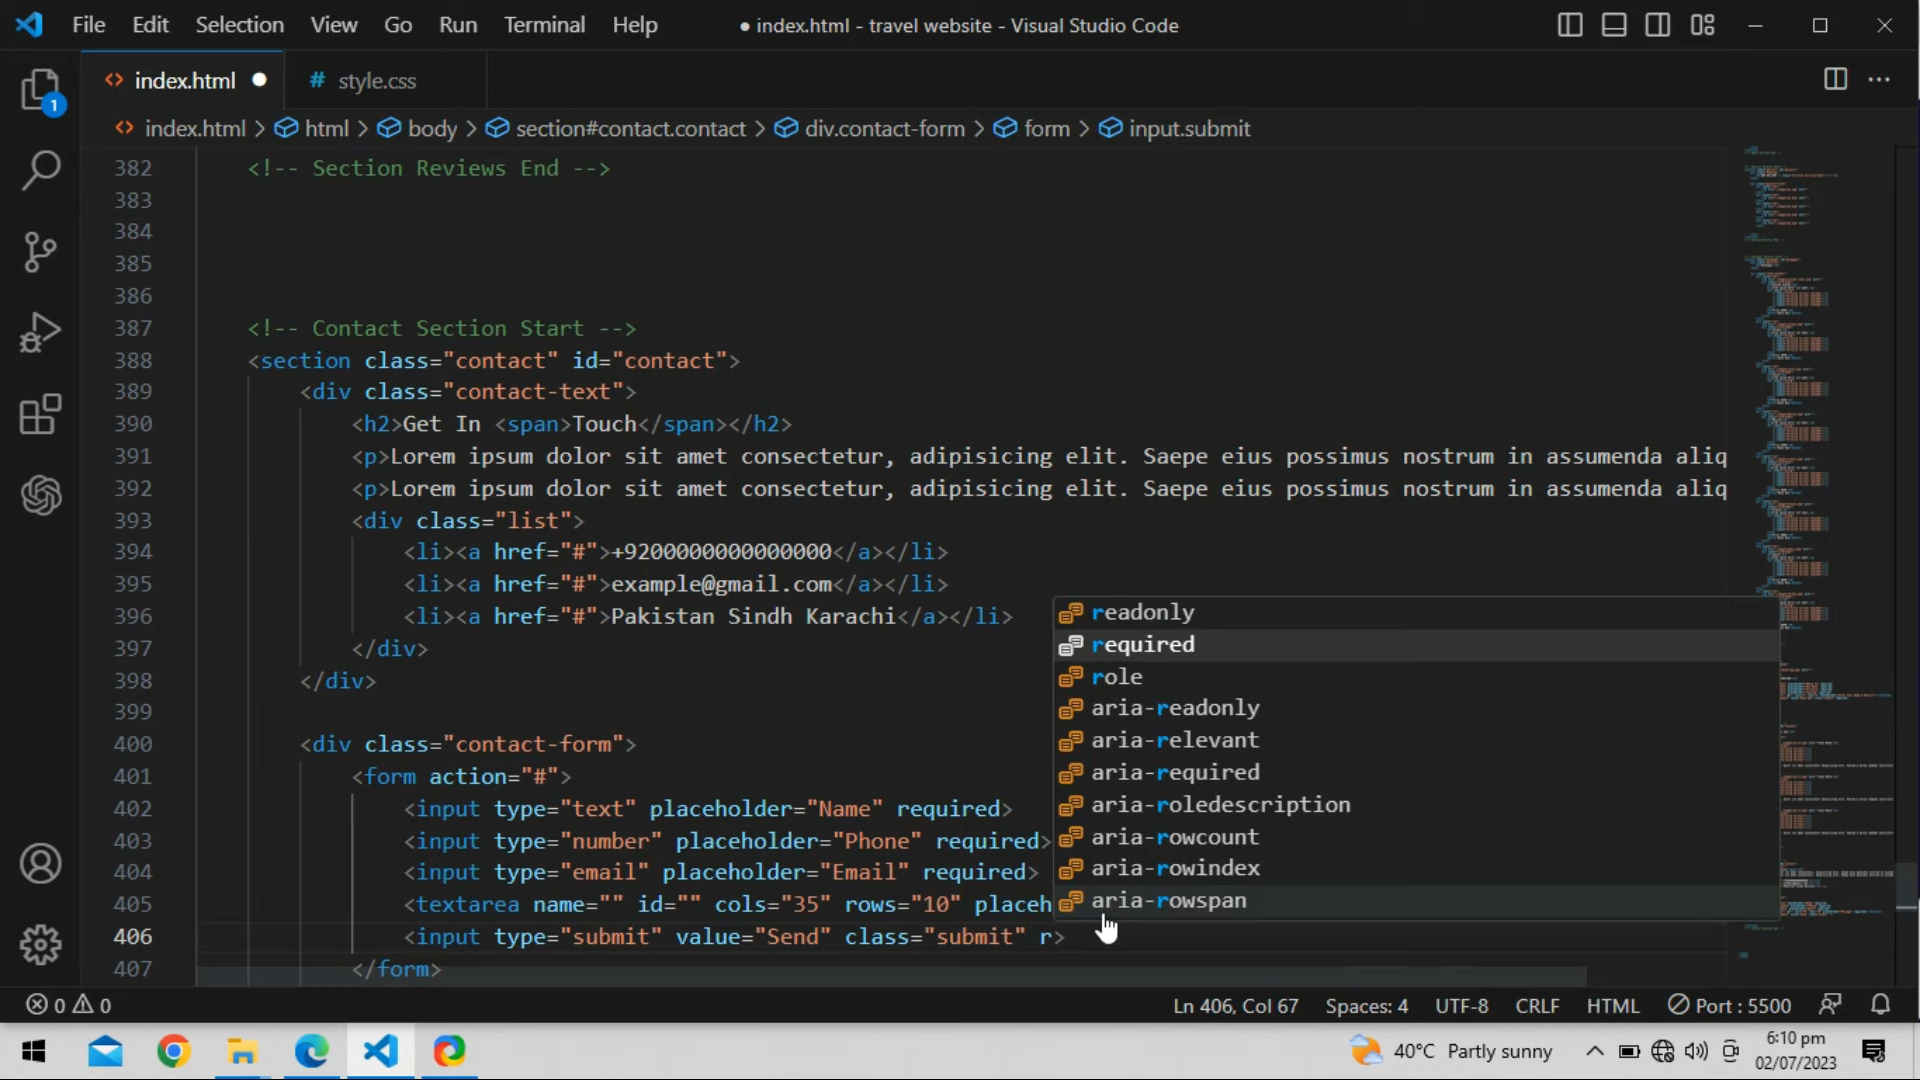 File Edit Selection View Go Run Terminal Help ● index.html - travel website - Visual Studio Code
<> index.html ● # style.css
<> index.html > html > body > section#contact.contact > div.contact-form > form > input.submit
1
382 <!-- Section Reviews End -->
383
384
385
386
387 <!-- Contact Section Start -->
388 <section class="contact" id="contact">
389 <div class="contact-text">
390 <h2>Get In <span>Touch</span></h2>
391 <p>Lorem ipsum dolor sit amet consectetur, adipisicing elit. Saepe eius possimus nostrum in assumenda aliq
392 <p>Lorem ipsum dolor sit amet consectetur, adipisicing elit. Saepe eius possimus nostrum in assumenda aliq
393 <div class="list">
394 <li><a href="#">+9200000000000000</a></li>
395 <li><a href="#">example@gmail.com</a></li>
396 <li><a href="#">Pakistan Sindh Karachi</a></li>
397 </div>
398 </div>
399
400 <div class="contact-form">
401 <form action="#">
402 <input type="text" placeholder="Name" required>
403 <input type="number" placeholder="Phone" required>
404 <input type="email" placeholder="Email" required>
405 <textarea name="" id="" cols="35" rows="10" placeh
406 <input type="submit" value="Send" class="submit" r>
407 </form>
readonly
required
role
aria-readonly
aria-relevant
aria-required
aria-roledescription
aria-rowcount
aria-rowindex
aria-rowspan
0 0 Ln 406, Col 67 Spaces: 4 UTF-8 CRLF HTML Port : 5500
40°C Partly sunny 6:10 pm
02/07/2023